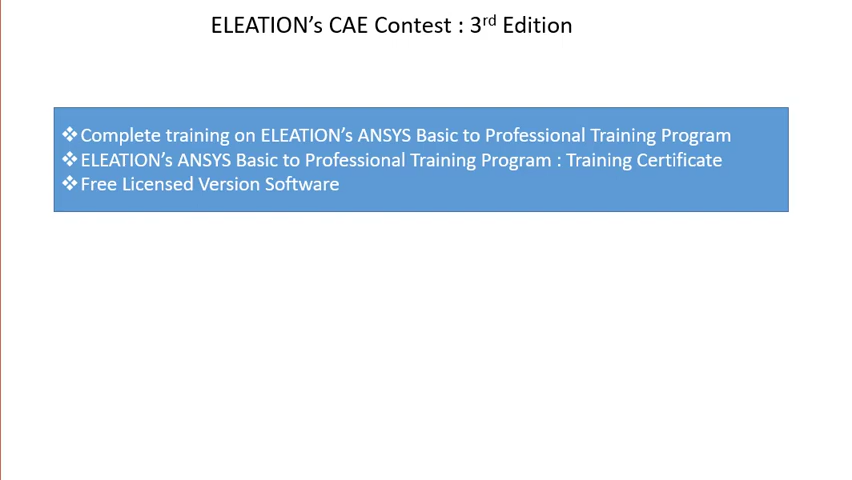 ELEATION’s CAE Contest : 3rd Edition
❖Complete training on ELEATION’s ANSYS Basic to Professional Training Program
❖ELEATION’s ANSYS Basic to Professional Training Program : Training Certificate
❖Free Licensed Version Software